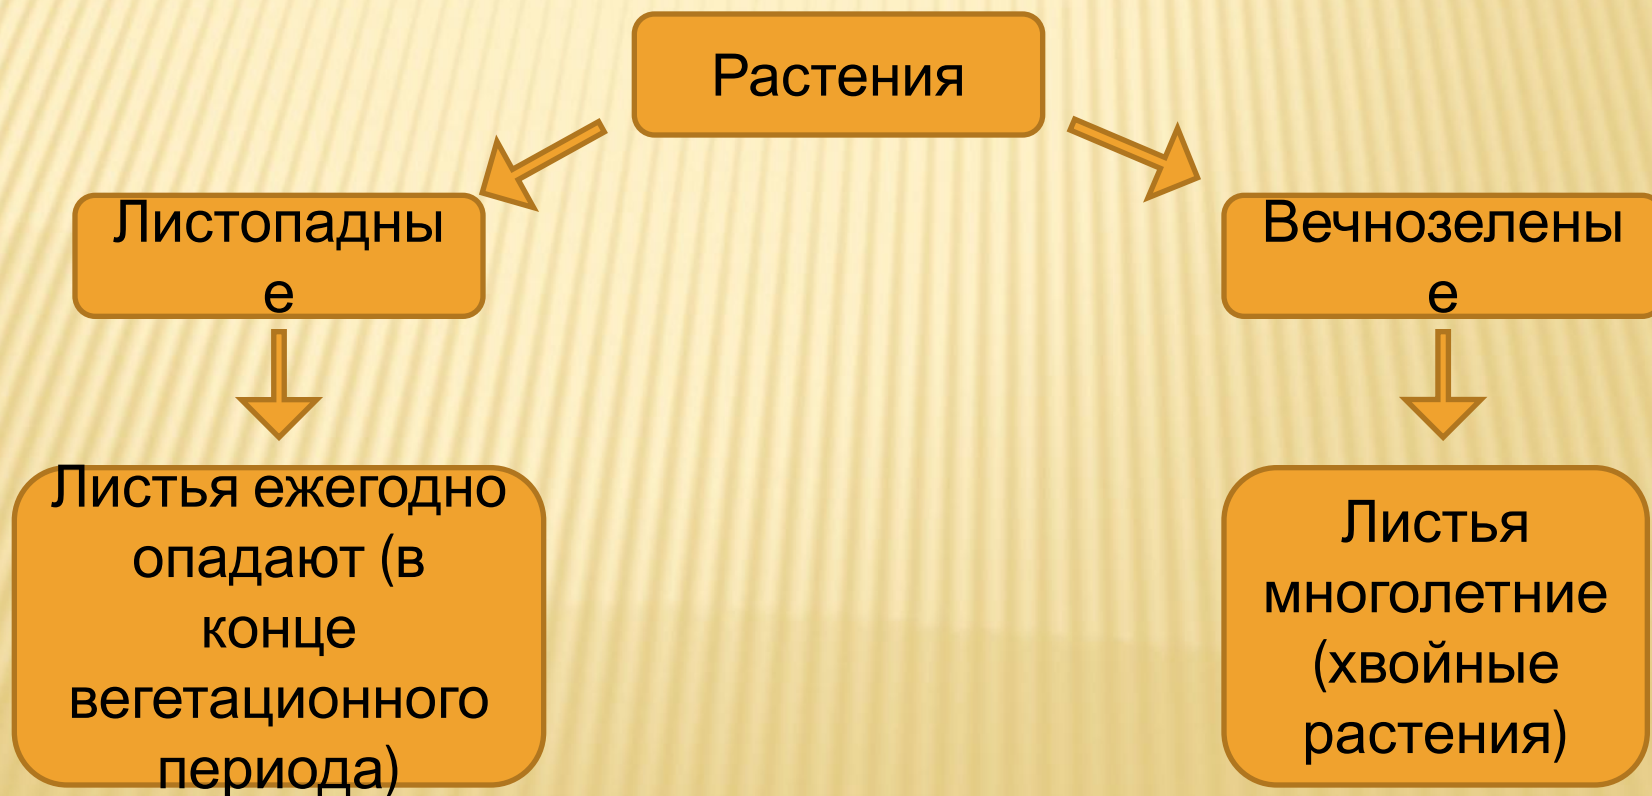 Растения
Листопадны
е
Вечнозелены
е
Листья ежегодно
опадают (в
конце
вегетационного
периода)
Листья
многолетние
(хвойные
растения)